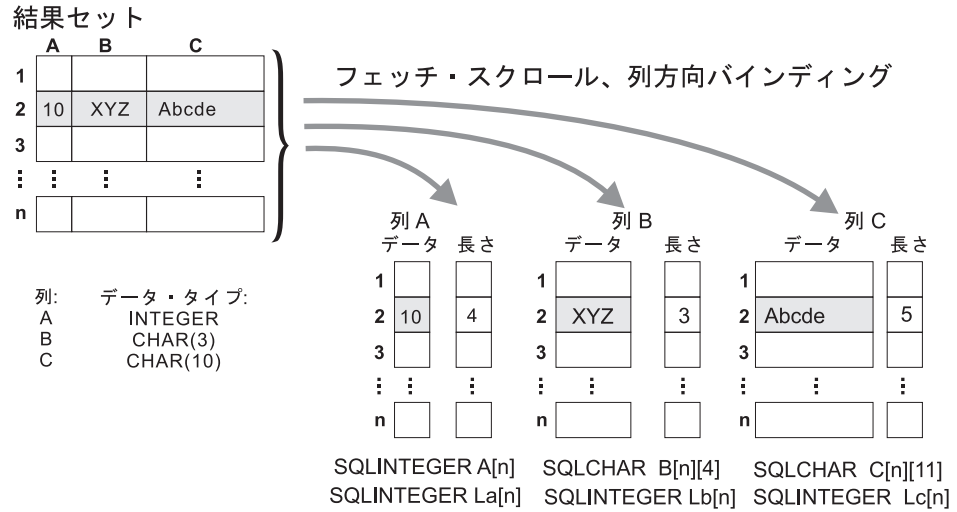 結果セット
A B C
1
2 10 XYZ Abcde
3
n
フェッチ・スクロール、列方向バインディング
列: データ・タイプ:
A INTEGER
B CHAR(3)
C CHAR(10)
列 A
データ 長さ
1
2 10 4
3
n
SQLINTEGER A[n]
SQLINTEGER La[n]
列 B
データ 長さ
1
2 XYZ 3
3
n
SQLCHAR B[n][4]
SQLINTEGER Lb[n]
列 C
データ 長さ
1
2 Abcde 5
3
n
SQLCHAR C[n][11]
SQLINTEGER Lc[n]